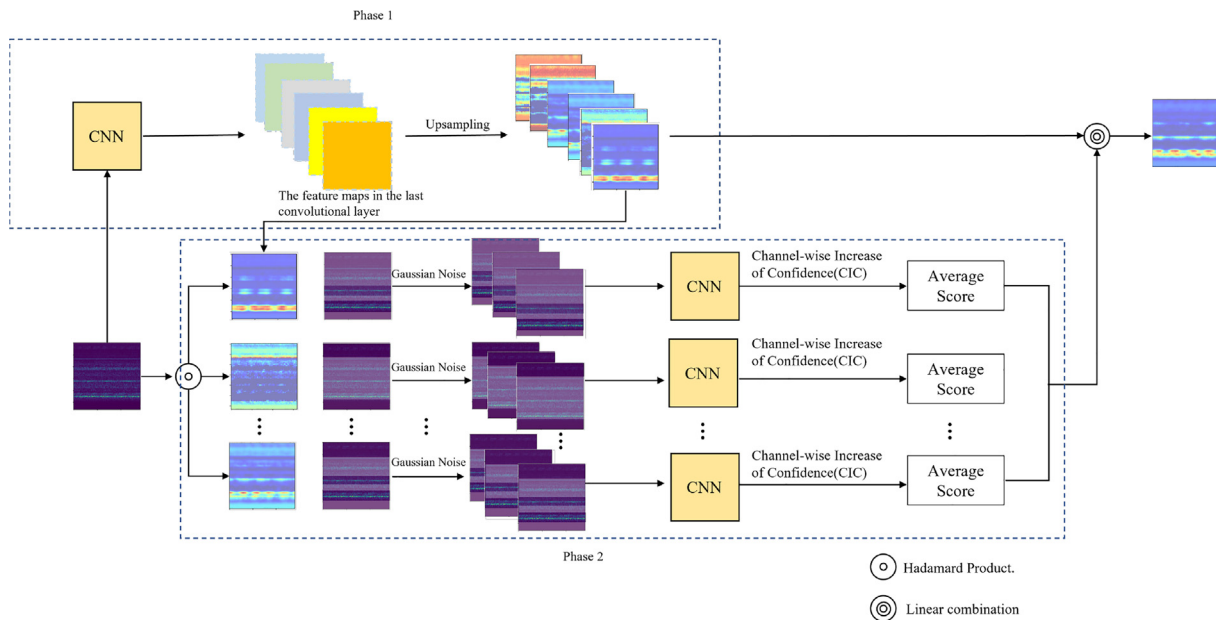 Phase 1
CNN
Upsampling
The feature maps in the last
convolutional layer
Gaussian Noise
CNN
Channel-wise Increase
of Confidence(CIC)
Average
Score
Gaussian Noise
CNN
Channel-wise Increase
of Confidence(CIC)
Average
Score
Gaussian Noise
CNN
Channel-wise Increase
of Confidence(CIC)
Average
Score
Phase 2
Hadamard Product.
Linear combination